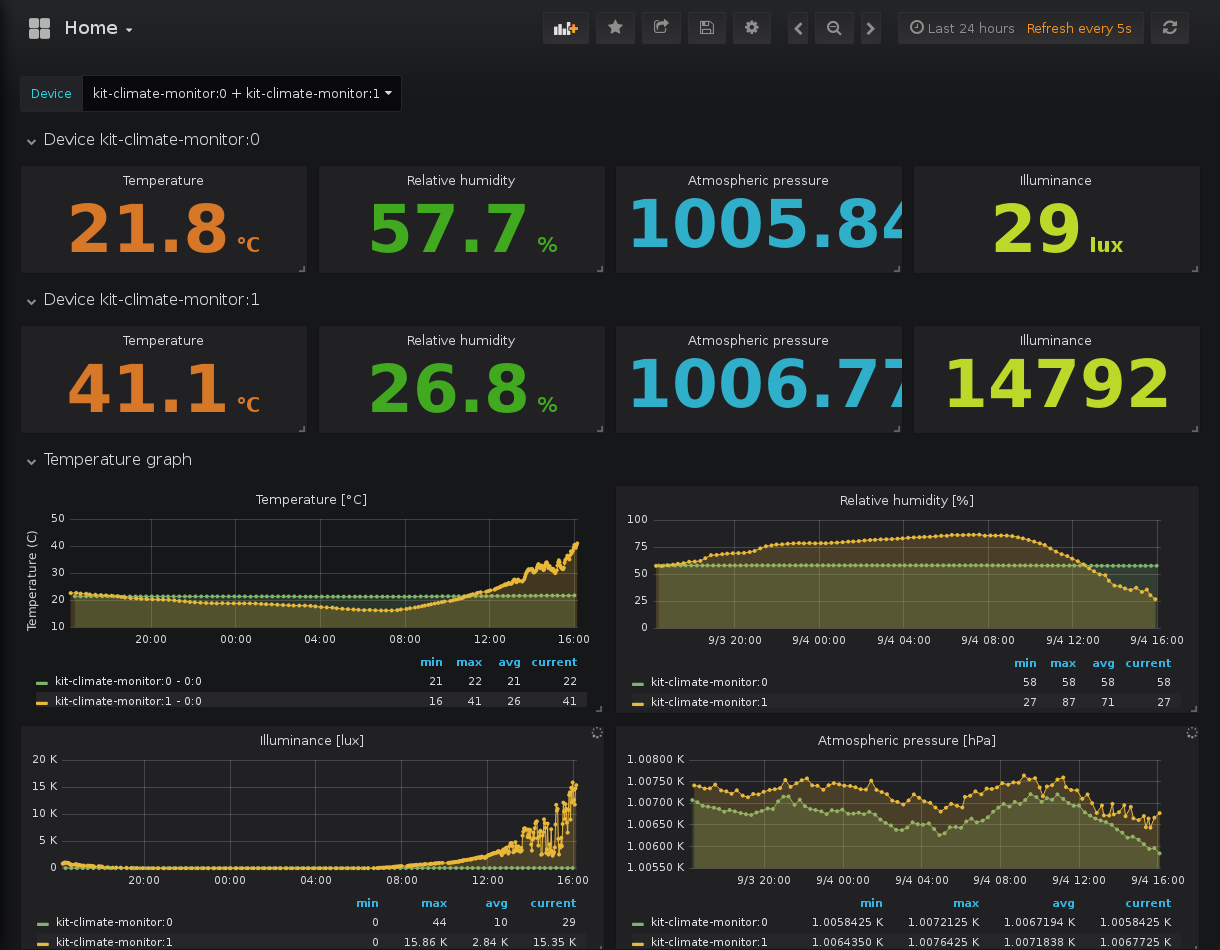 Home
Last 24 hours Refresh every 5s
Device kit-climate-monitor:0 + kit-climate-monitor:1
Device kit-climate-monitor:0
Temperature Relative humidity Atmospheric pressure Illuminance
21.8 °C 57.7 % 1005.84 29 lux
Device kit-climate-monitor:1
Temperature Relative humidity Atmospheric pressure Illuminance
41.1 °C 26.8 % 1006.77 14792
Temperature graph
Temperature [°C]
Temperature (C)
50
40
30
20
10
20:00 00:00 04:00 08:00 12:00 16:00
min max avg current
kit-climate-monitor:0 - 0:0 21 22 21 22
kit-climate-monitor:1 - 0:0 16 41 26 41
Relative humidity [%]
100
75
50
25
0
9/3 20:00 9/4 00:00 9/4 04:00 9/4 08:00 9/4 12:00 9/4 16:00
min max avg current
kit-climate-monitor:0 58 58 58 58
kit-climate-monitor:1 27 87 71 27
Illuminance [lux]
20 K
15 K
10 K
5 K
0
20:00 00:00 04:00 08:00 12:00 16:00
min max avg current
kit-climate-monitor:0 0 44 10 29
kit-climate-monitor:1 0 15.86 K 2.84 K 15.35 K
Atmospheric pressure [hPa]
1.00800 K
1.00750 K
1.00700 K
1.00650 K
1.00600 K
1.00550 K
9/3 20:00 9/4 00:00 9/4 04:00 9/4 08:00 9/4 12:00 9/4 16:00
min max avg current
kit-climate-monitor:0 1.0058425 K 1.0072125 K 1.0067194 K 1.0058425 K
kit-climate-monitor:1 1.0064350 K 1.0076425 K 1.0071838 K 1.0067725 K